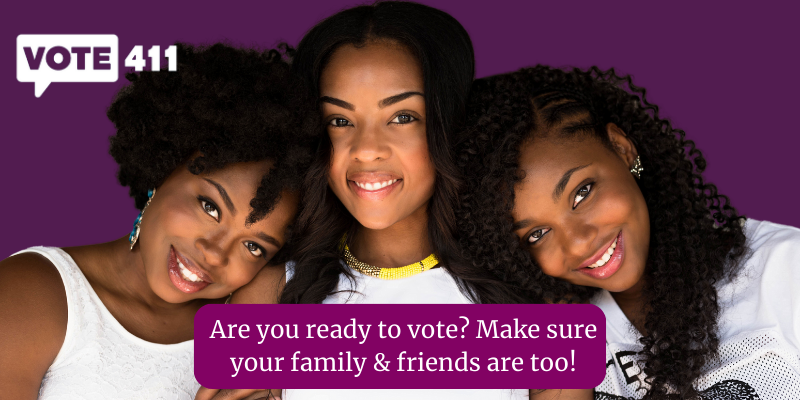 VOTE 411
Are you ready to vote? Make sure
your family & friends are too!